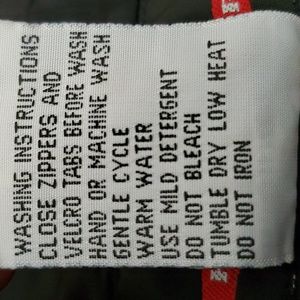 WASHING INSTRUCTIONS
CLOSE ZIPPERS AND
VELCRO TABS BEFORE WASH
HAND OR MACHINE WASH
GENTLE CYCLE
WARM WATER
USE MILD DETERGENT
DO NOT BLEACH
TUMBLE DRY LOW HEAT
DO NOT IRON